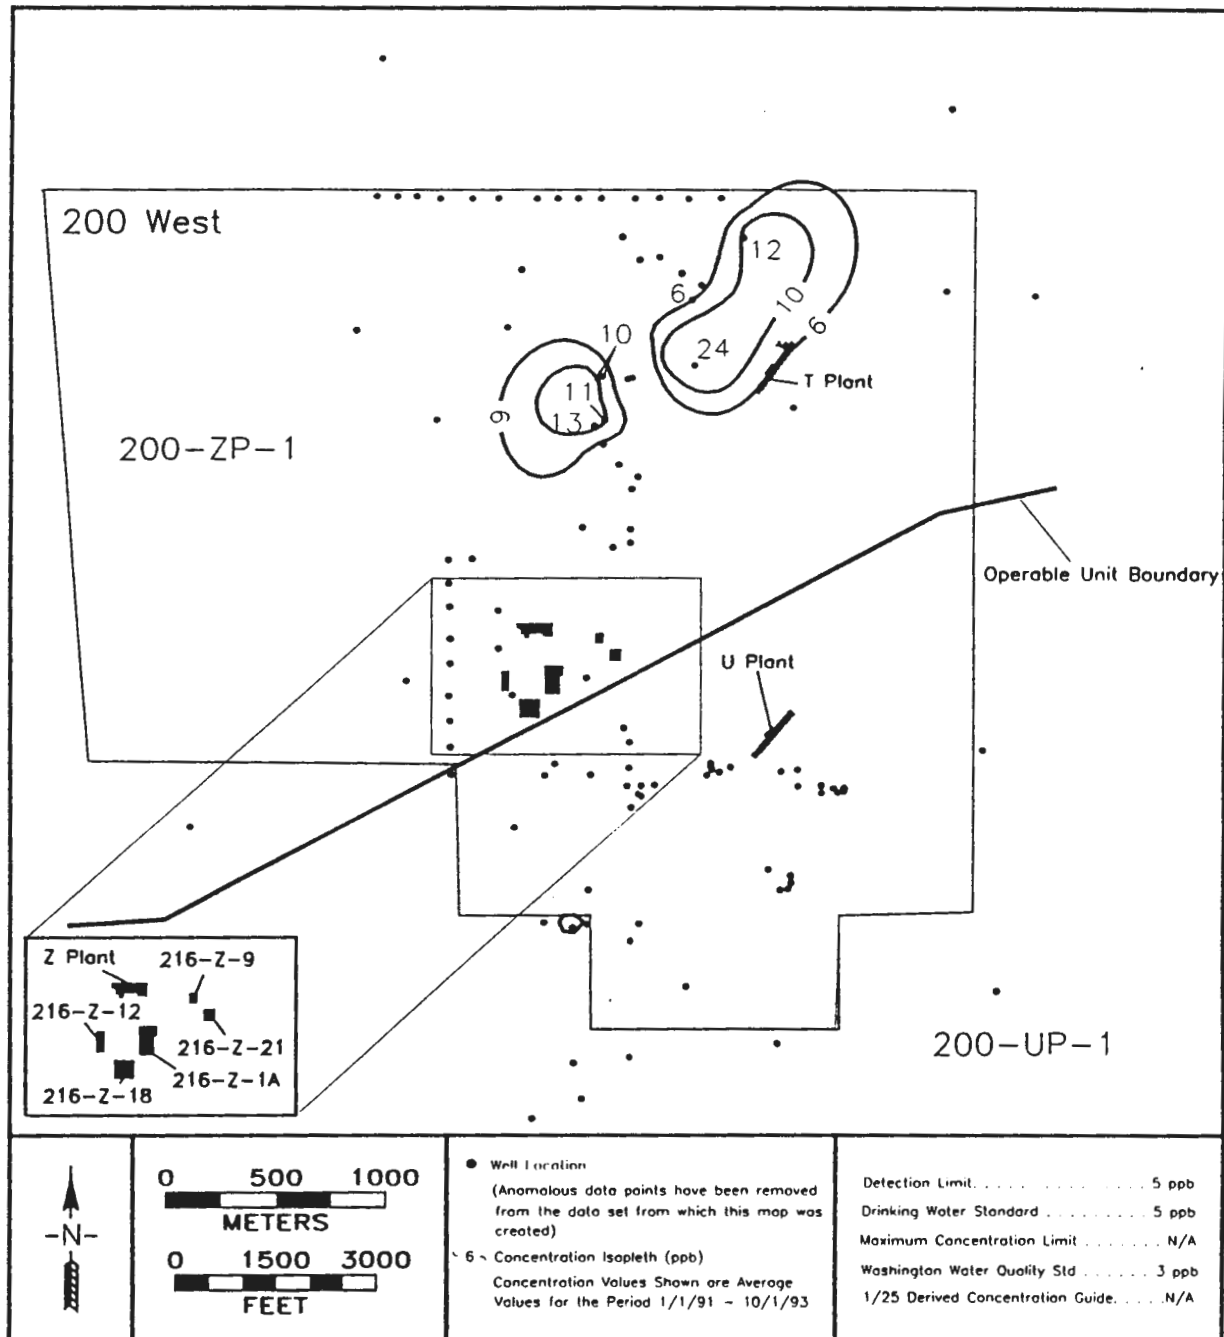 200 West
12
6
10
6
24
10
T Plant
11
9
13
200-ZP-1
Operable Unit Boundary
U Plant
Z Plant
216-Z-9
216-Z-12
216-Z-21
216-Z-1A
216-Z-18
200-UP-1
-N-
0 500 1000
METERS
0 1500 3000
FEET
● Well Location
(Anomalous data points have been removed
from the data set from which this map was
created)
6 Concentration Isopleth (ppb)
Concentration Values Shown are Average
Values for the Period 1/1/91 - 10/1/93
Detection Limit. . . . . . . . . . . . . 5 ppb
Drinking Water Standard . . . . . . . . . 5 ppb
Maximum Concentration Limit . . . . . . . N/A
Washington Water Quality Std . . . . . . 3 ppb
1/25 Derived Concentration Guide. . . . .N/A